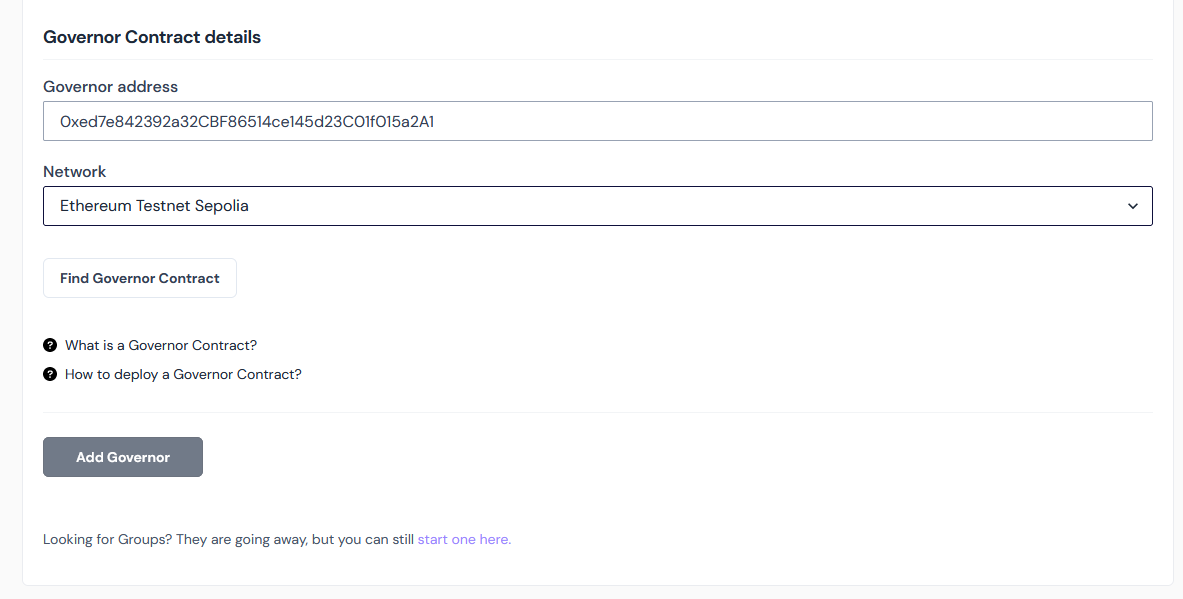 Governor Contract details
Governor address
0xed7e842392a32CBF86514ce145d23C01f015a2A1
Network
Ethereum Testnet Sepolia
Find Governor Contract
What is a Governor Contract?
How to deploy a Governor Contract?
Add Governor
Looking for Groups? They are going away, but you can still start one here.